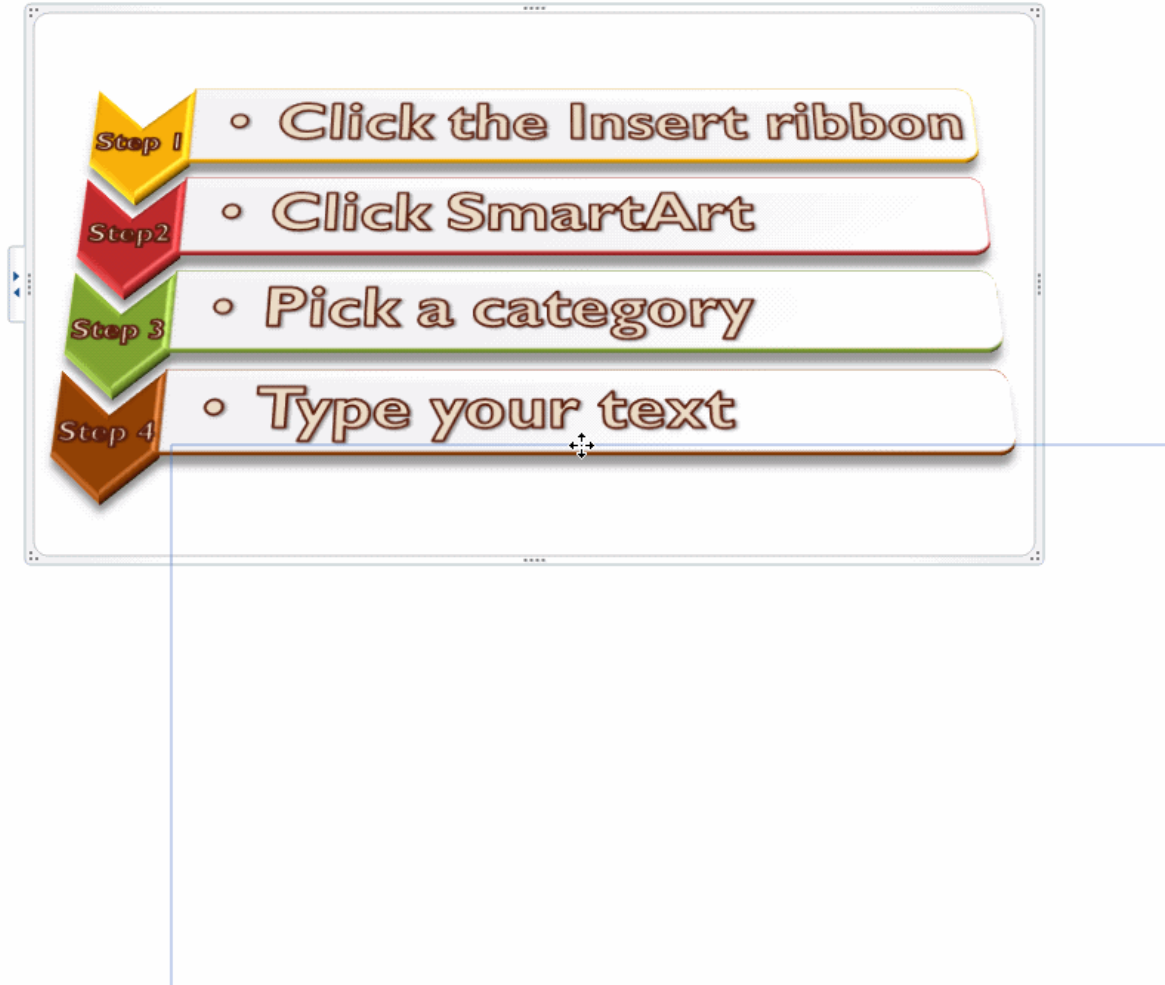 Step 1
• Click the Insert ribbon
Step2
• Click SmartArt
Step 3
• Pick a category
Step 4
• Type your text